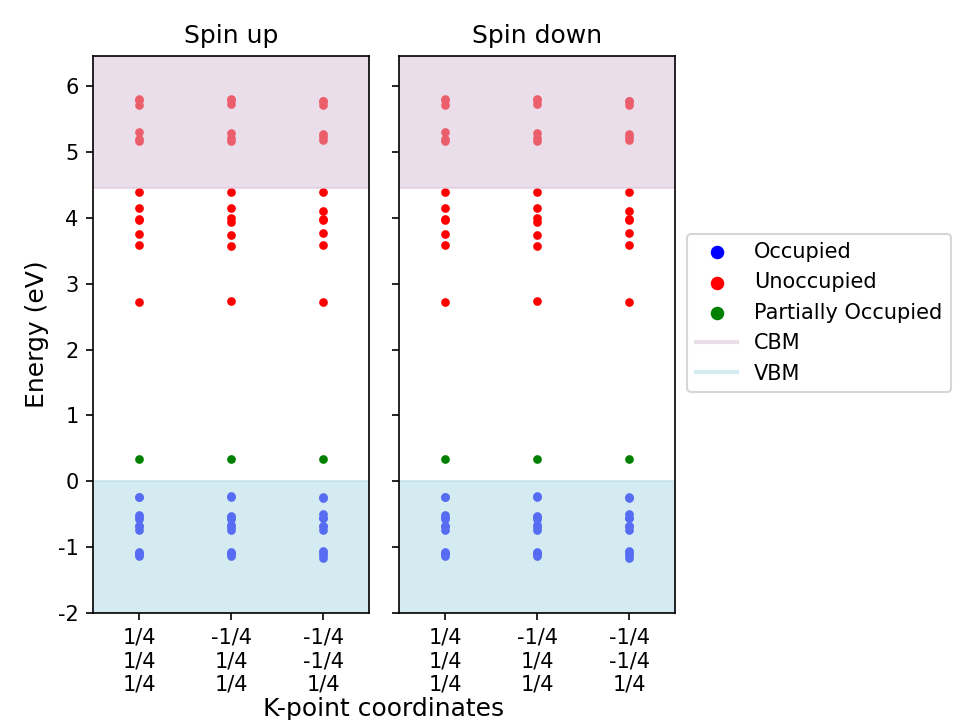 Spin up
Spin down
Energy (eV)
6
5
4
3
2
1
0
-1
-2
1/4 -1/4 -1/4
1/4 1/4 -1/4
1/4 1/4 1/4
1/4 -1/4 -1/4
1/4 1/4 -1/4
1/4 1/4 1/4
K-point coordinates
Occupied
Unoccupied
Partially Occupied
CBM
VBM